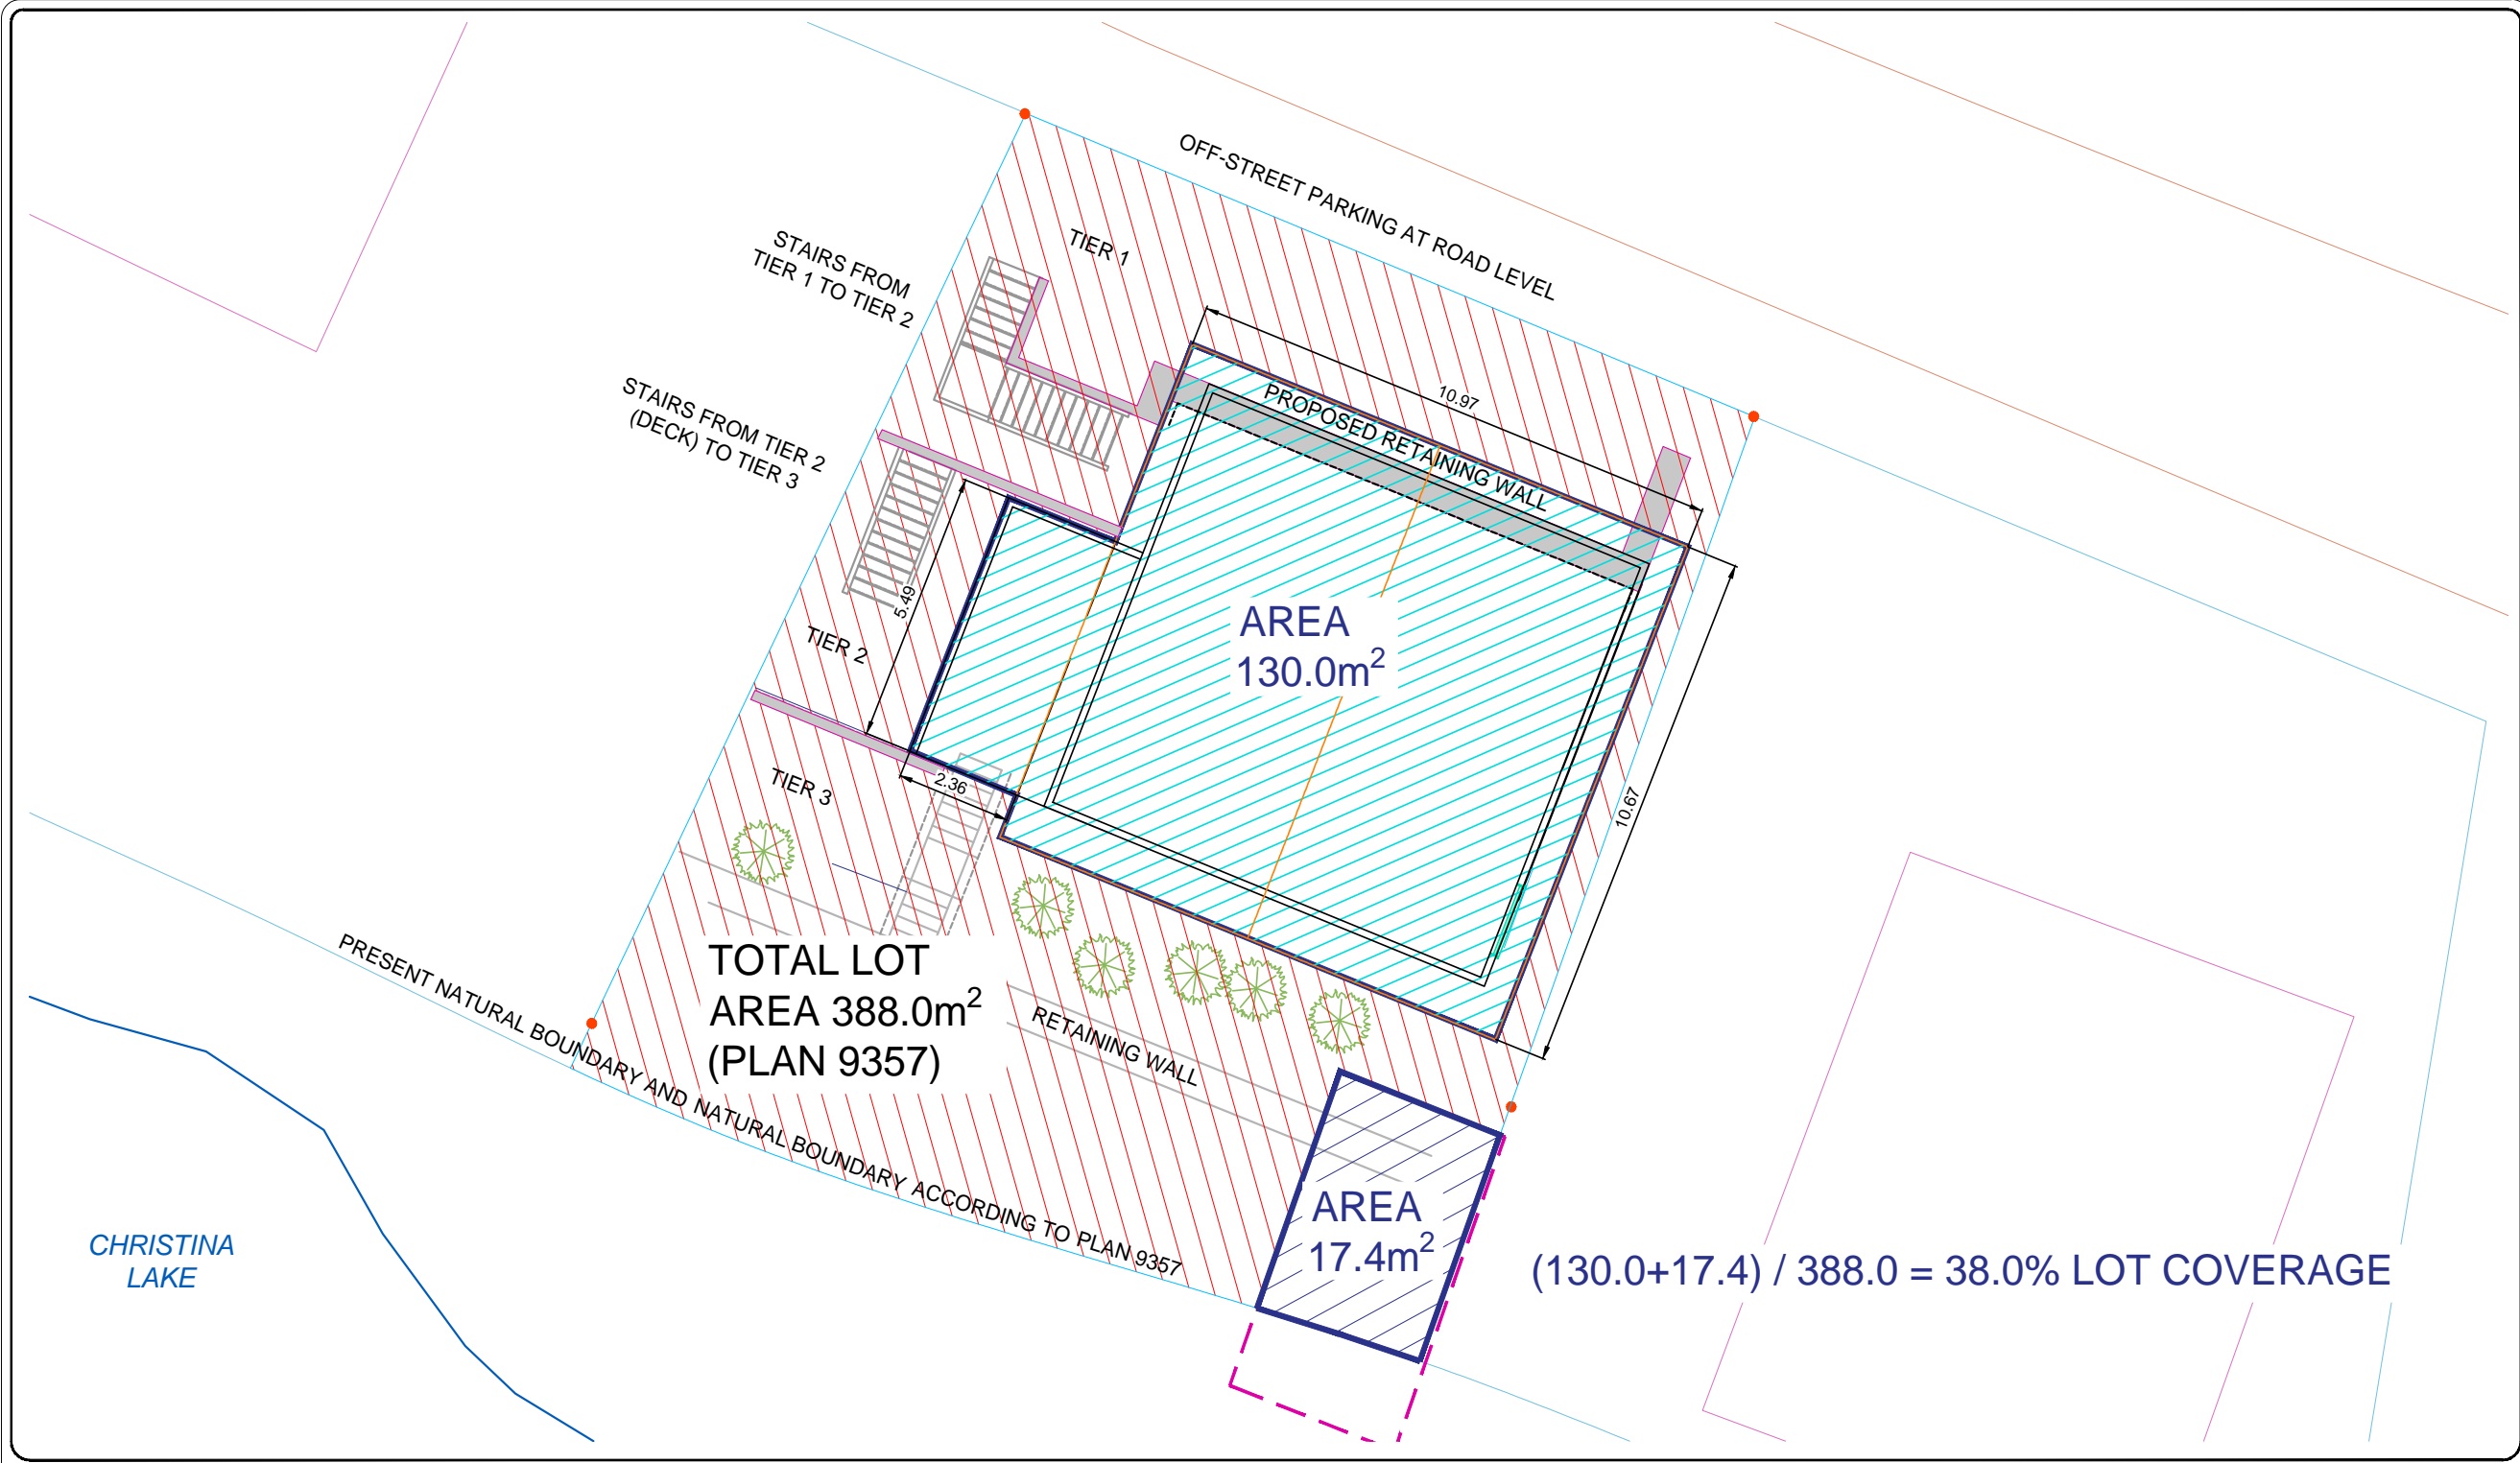 OFF-STREET PARKING AT ROAD LEVEL
TIER 1
STAIRS FROM
TIER 1 TO TIER 2
STAIRS FROM TIER 2
(DECK) TO TIER 3
10.97
PROPOSED RETAINING WALL
5.49
AREA
130.0m²
TIER 2
TIER 3
2.36
10.67
TOTAL LOT
AREA 388.0m²
(PLAN 9357)
RETAINING WALL
PRESENT NATURAL BOUNDARY AND NATURAL BOUNDARY ACCORDING TO PLAN 9357
AREA
17.4m²
CHRISTINA
LAKE
(130.0+17.4) / 388.0 = 38.0% LOT COVERAGE